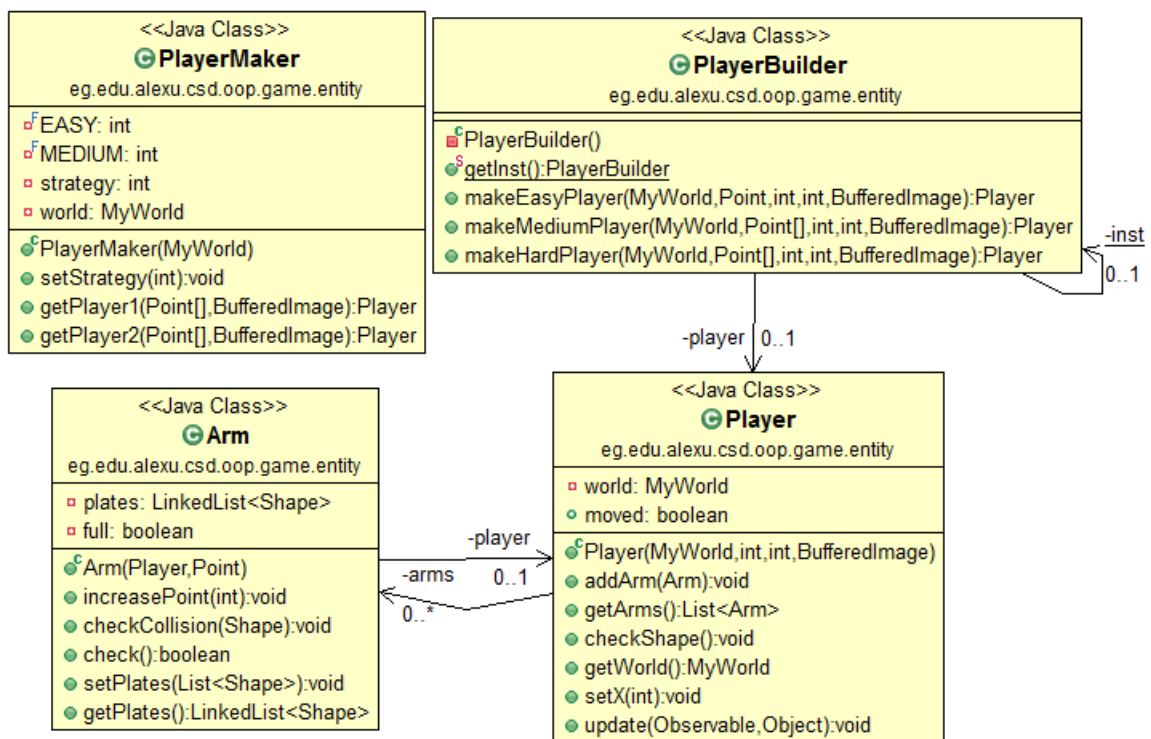 <<Java Class>>
PlayerMaker
eg.edu.alexu.csd.oop.game.entity
EASY: int
MEDIUM: int
strategy: int
world: MyWorld
PlayerMaker(MyWorld)
setStrategy(int):void
getPlayer1(Point[],BufferedImage):Player
getPlayer2(Point[],BufferedImage):Player
<<Java Class>>
PlayerBuilder
eg.edu.alexu.csd.oop.game.entity
PlayerBuilder()
getInst():PlayerBuilder
makeEasyPlayer(MyWorld,Point,int,int,BufferedImage):Player
makeMediumPlayer(MyWorld,Point[],int,int,BufferedImage):Player
makeHardPlayer(MyWorld,Point[],int,int,BufferedImage):Player
-inst
0..1
-player 0..1
<<Java Class>>
Arm
eg.edu.alexu.csd.oop.game.entity
plates: LinkedList<Shape>
full: boolean
Arm(Player,Point)
increasePoint(int):void
checkCollision(Shape):void
check():boolean
setPlates(List<Shape>):void
getPlates():LinkedList<Shape>
-player
-arms 0..1
0..*
<<Java Class>>
Player
eg.edu.alexu.csd.oop.game.entity
world: MyWorld
moved: boolean
Player(MyWorld,int,int,BufferedImage)
addArm(Arm):void
getArms():List<Arm>
checkShape():void
getWorld():MyWorld
setX(int):void
update(Observable,Object):void